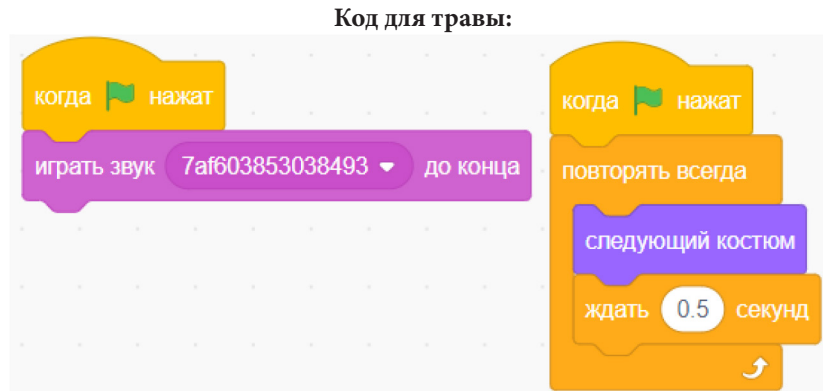 Код для травы:
когда нажат
играть звук 7af603853038493 до конца
когда нажат
повторять всегда
следующий костюм
ждать 0.5 секунд